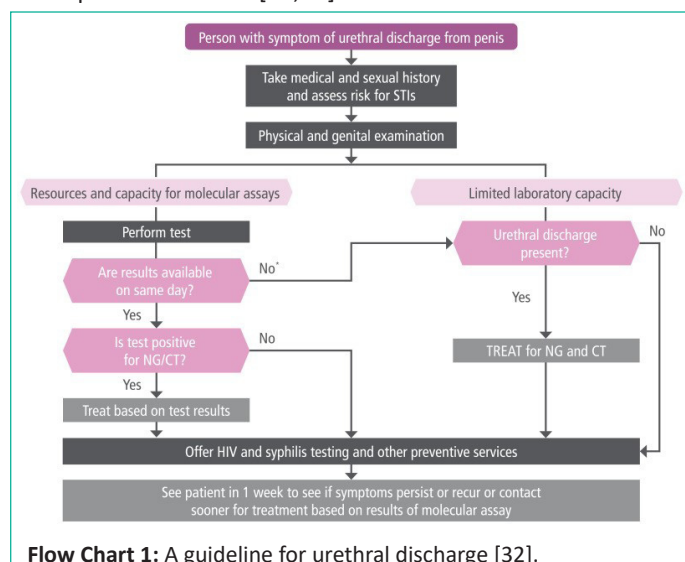 Person with symptom of urethral discharge from penis
Take medical and sexual history
and assess risk for STIs
Physical and genital examination
Resources and capacity for molecular assays
Limited laboratory capacity
Perform test
Urethral discharge
present?
No
Are results available
on same day?
No*
Yes
Yes
Is test positive
for NG/CT?
No
TREAT for NG and CT
Yes
Treat based on test results
Offer HIV and syphilis testing and other preventive services
See patient in 1 week to see if symptoms persist or recur or contact
sooner for treatment based on results of molecular assay
Flow Chart 1: A guideline for urethral discharge [32].